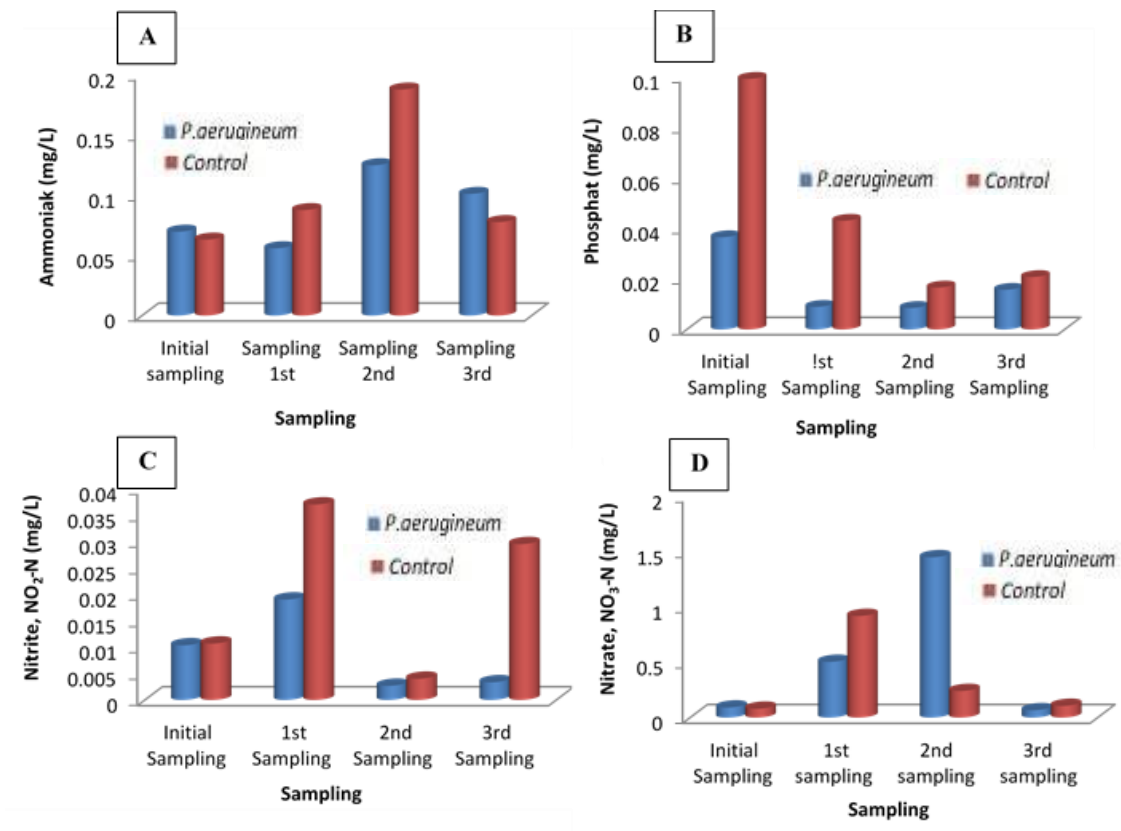 A
0.2
0.15
0.1
0.05
0
Ammoniak (mg/L)
P.aerugineum
Control
Initial sampling
Sampling 1st
Sampling 2nd
Sampling 3rd
Sampling
B
0.1
0.08
0.06
0.04
0.02
0
Phosphat (mg/L)
P.aerugineum
Control
Initial Sampling
!st Sampling
2nd Sampling
3rd Sampling
Sampling
C
0.04
0.035
0.03
0.025
0.02
0.015
0.01
0.005
0
Nitrite, NO₂-N (mg/L)
P.aerugineum
Control
Initial Sampling
1st Sampling
2nd Sampling
3rd Sampling
Sampling
D
2
1.5
1
0.5
0
Nitrate, NO₃-N (mg/L)
P.aerugineum
Control
Initial Sampling
1st sampling
2nd sampling
3rd sampling
Sampling